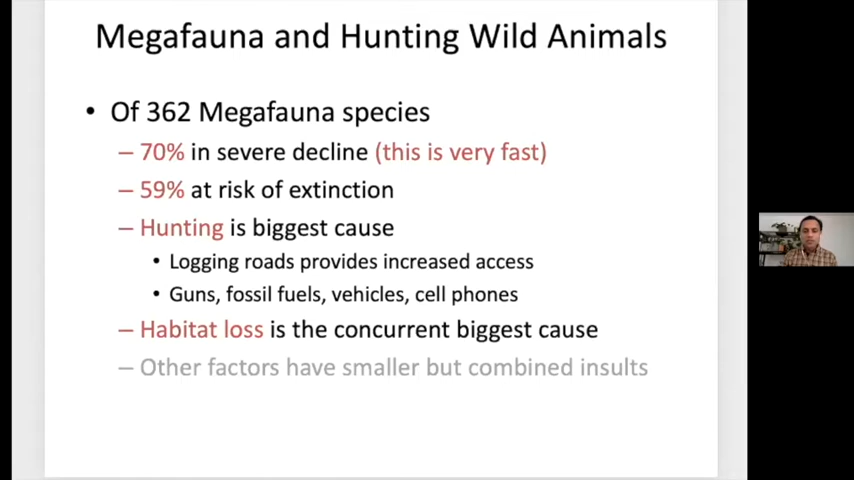 Megafauna and Hunting Wild Animals
• Of 362 Megafauna species
– 70% in severe decline (this is very fast)
– 59% at risk of extinction
– Hunting is biggest cause
• Logging roads provides increased access
• Guns, fossil fuels, vehicles, cell phones
– Habitat loss is the concurrent biggest cause
– Other factors have smaller but combined insults